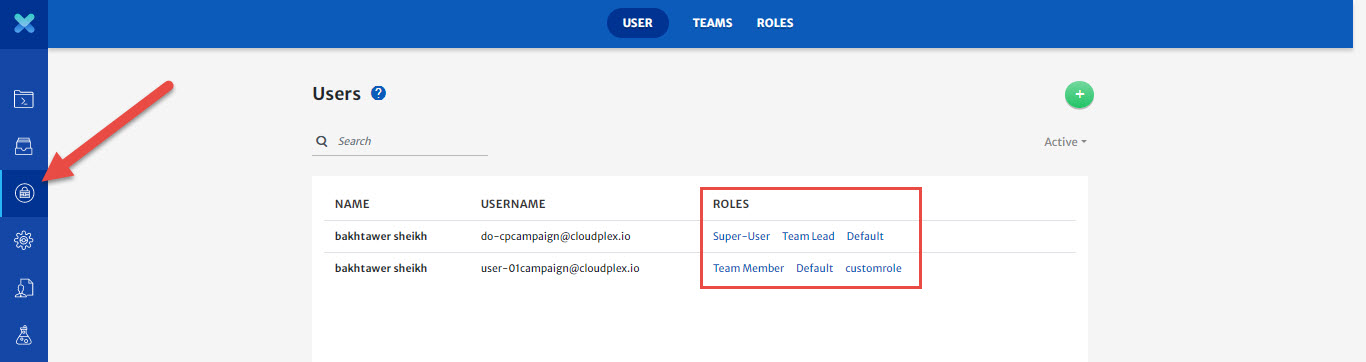 USER TEAMS ROLES
Users ?
+
Search
Active
NAME USERNAME ROLES
bakhtawer sheikh do-cpcampaign@cloudplex.io Super-User Team Lead Default
bakhtawer sheikh user-01campaign@cloudplex.io Team Member Default customrole